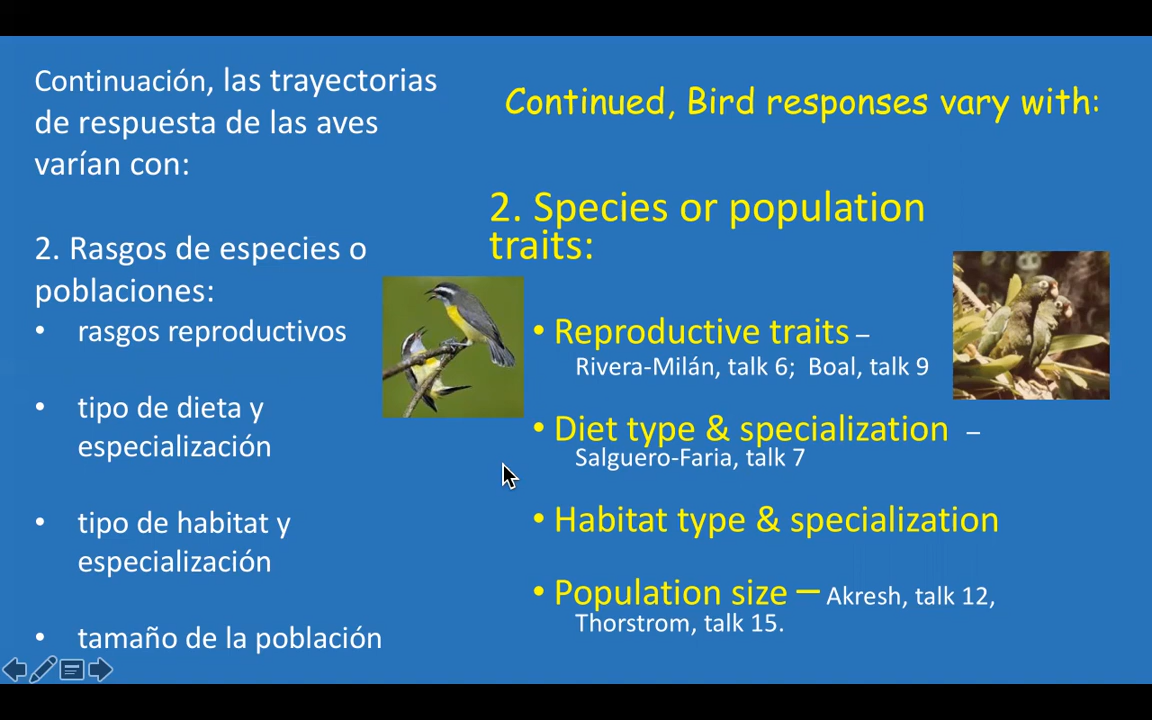 Continuación, las trayectorias
de respuesta de las aves
varían con:
2. Rasgos de especies o
poblaciones:
• rasgos reproductivos
• tipo de dieta y
especialización
• tipo de habitat y
especialización
• tamaño de la población
Continued, Bird responses vary with:
2. Species or population
traits:
• Reproductive traits –
Rivera-Milán, talk 6; Boal, talk 9
• Diet type & specialization –
Salguero-Faria, talk 7
• Habitat type & specialization
• Population size – Akresh, talk 12,
Thorstrom, talk 15.